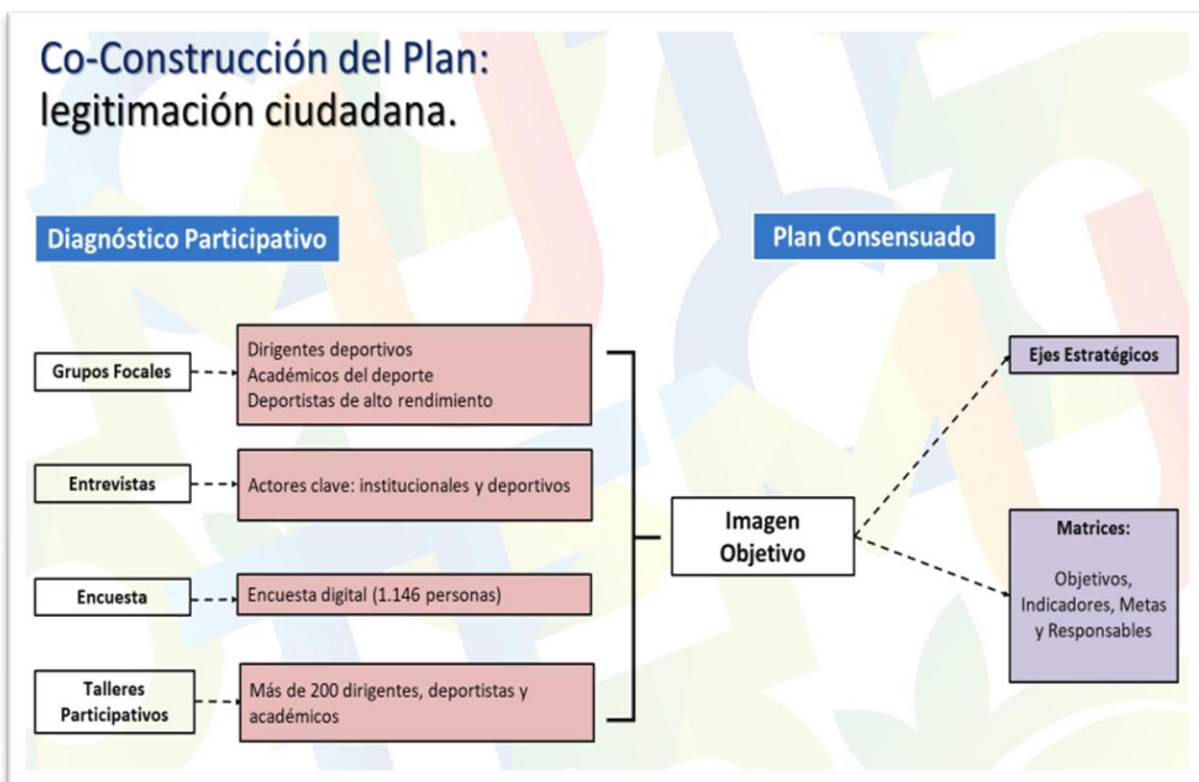 Co-Construcción del Plan:
legitimación ciudadana.
Diagnóstico Participativo
Plan Consensuado
Grupos Focales
Dirigentes deportivos
Académicos del deporte
Deportistas de alto rendimiento
Entrevistas
Actores clave: institucionales y deportivos
Encuesta
Encuesta digital (1.146 personas)
Talleres
Participativos
Más de 200 dirigentes, deportistas y
académicos
Imagen
Objetivo
Ejes Estratégicos
Matrices:
Objetivos,
Indicadores, Metas
y Responsables